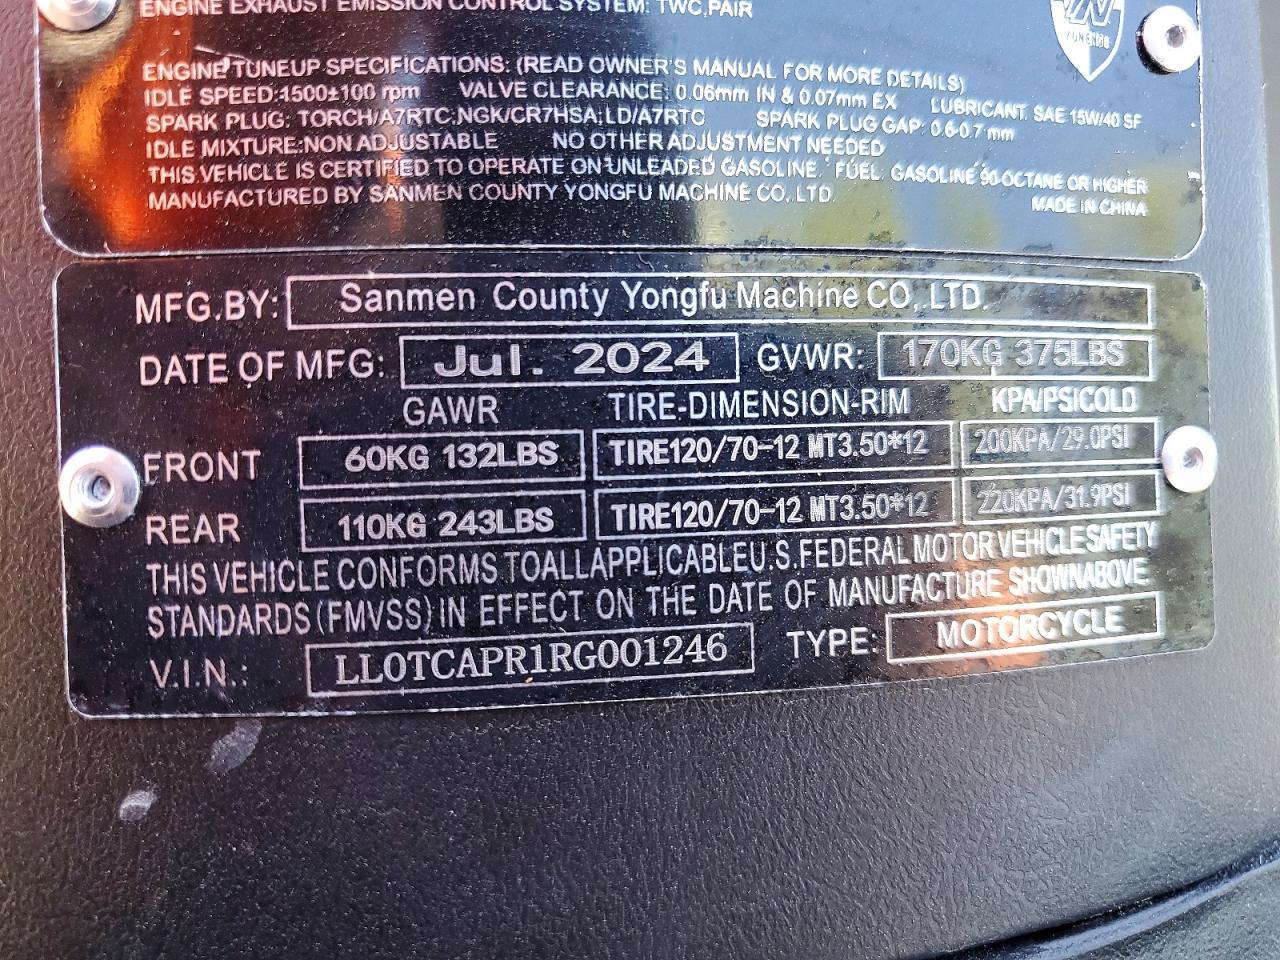 ENGINE EXHAUST EMISSION CONTROL SYSTEM: TWC,PAIR
YUNENDU
ENGINE TUNEUP SPECIFICATIONS: (READ OWNER'S MANUAL FOR MORE DETAILS)
IDLE SPEED:1500±100 rpm VALVE CLEARANCE: 0.06mm IN & 0.07mm EX LUBRICANT. SAE 15W/40 SF
SPARK PLUG: TORCH/A7RTC;NGK/CR7HSA;LD/A7RTC SPARK PLUG GAP: 0.6-0.7 mm
IDLE MIXTURE:NON ADJUSTABLE NO OTHER ADJUSTMENT NEEDED
THIS VEHICLE IS CERTIFIED TO OPERATE ON UNLEADED GASOLINE. FUEL. GASOLINE 90-OCTANE OR HIGHER
MANUFACTURED BY SANMEN COUNTY YONGFU MACHINE CO,. LTD. MADE IN CHINA
MFG.BY: Sanmen County Yongfu Machine CO,.LTD.
DATE OF MFG: Jul. 2024 GVWR: 170KG 375LBS
GAWR TIRE-DIMENSION-RIM KPA/PSICOLD
FRONT 60KG 132LBS TIRE120/70-12 MT3.50*12 200KPA/29.0PSI
REAR 110KG 243LBS TIRE120/70-12 MT3.50*12 220KPA/31.9PSI
THIS VEHICLE CONFORMS TOALLAPPLICABLEU.S.FEDERAL MOTOR VEHICLE SAFETY
STANDARDS (FMVSS) IN EFFECT ON THE DATE OF MANUFACTURE SHOWNABOVE
V.I.N.: LL0TCAPR1RG001246 TYPE: MOTORCYCLE